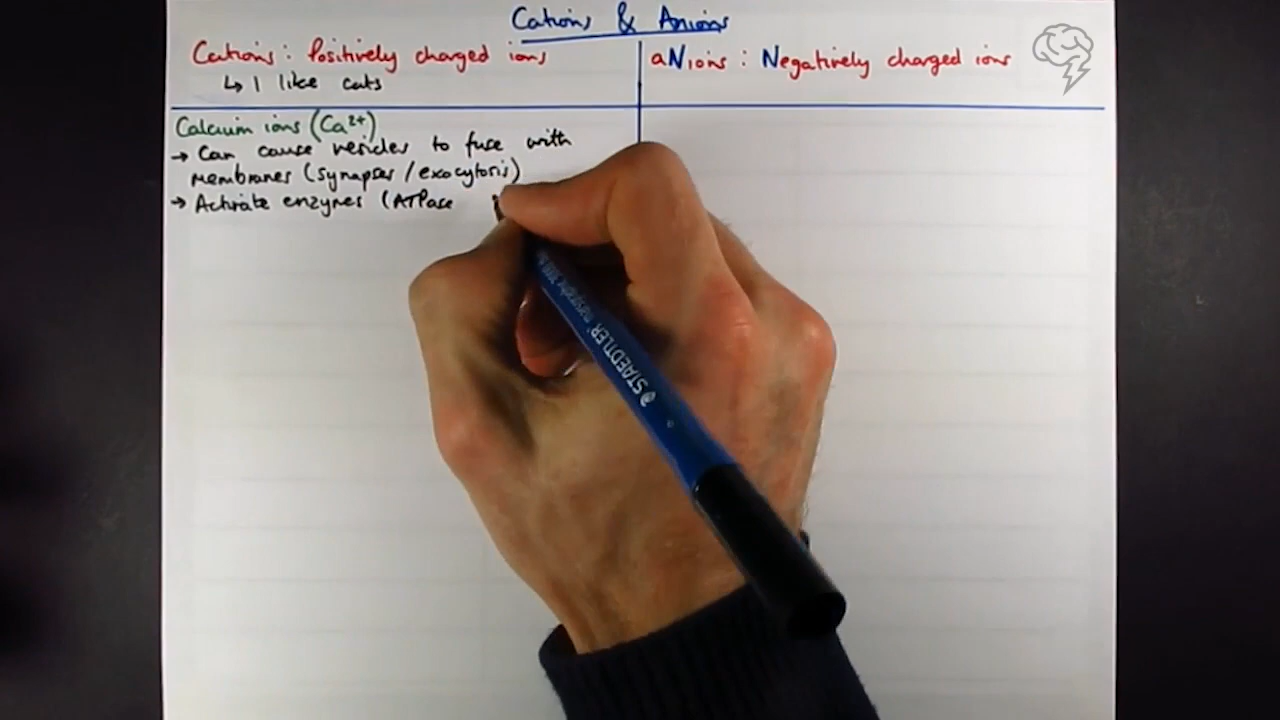 Cations & Anions
Cations : Positively charged ions
↳ I like cats
aNions : Negatively charged ions
Calcium ions (Ca²⁺)
→ Can cause vesicles to fuse with
membranes (synapses / exocytosis)
→ Activate enzymes (ATPase
STAEDTLER